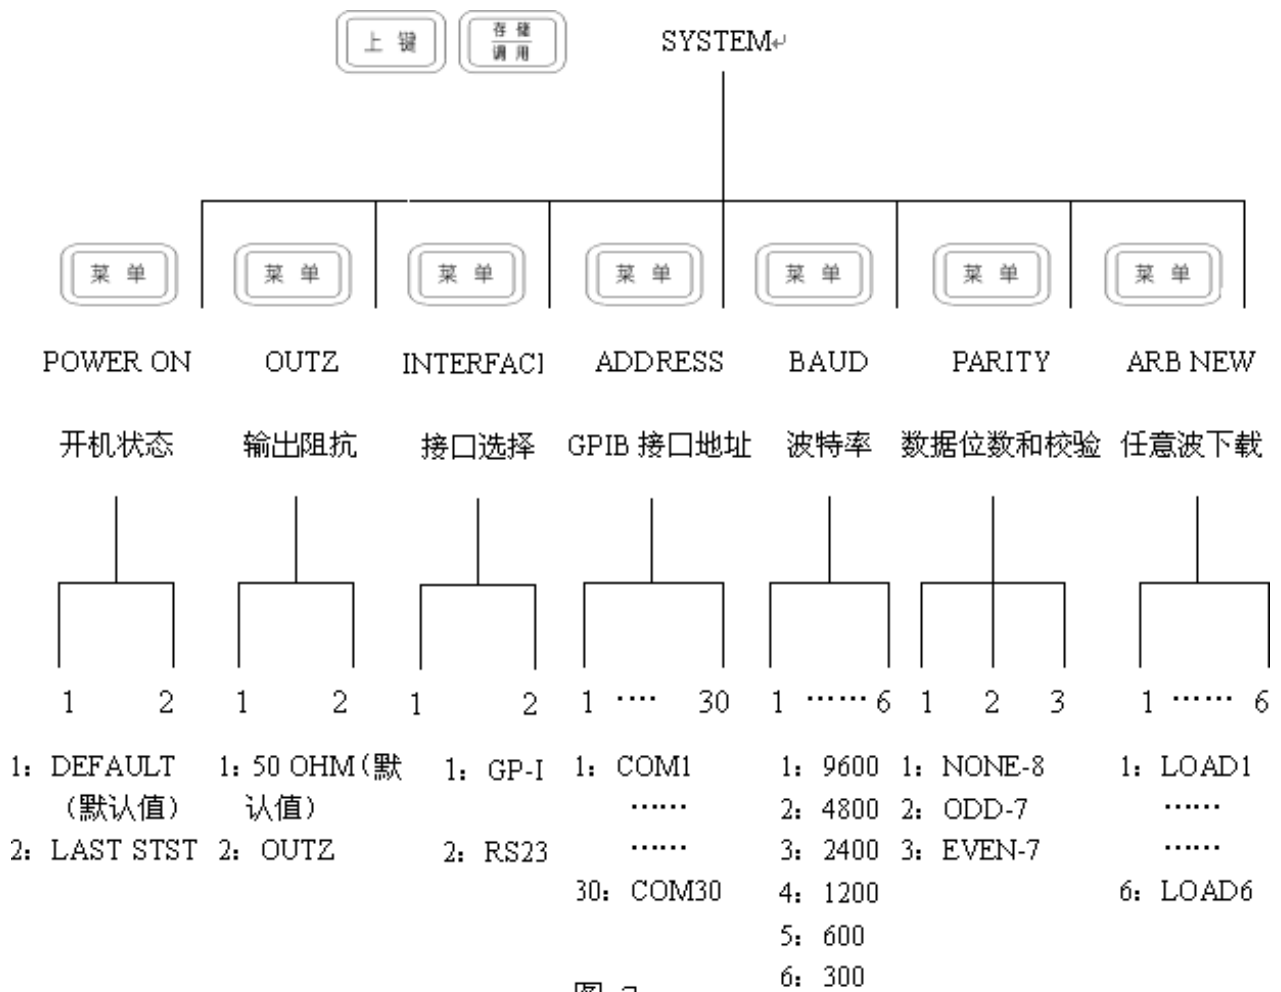 上 键
存 储
调 用
SYSTEM↵
菜 单
菜 单
菜 单
菜 单
菜 单
菜 单
菜 单
POWER ON
OUTZ
INTERFACI
ADDRESS
BAUD
PARITY
ARB NEW
开机状态
输出阻抗
接口选择
GPIB 接口地址
波特率
数据位数和校验
任意波下载
1 2
1 2
1 2
1 ···· 30
1 ······ 6
1 2 3
1 ······ 6
1: DEFAULT
(默认值)
2: LAST STST
1: 50 OHM(默
认值)
2: OUTZ
1: GP-I
2: RS23
1: COM1
······
······
30: COM30
1: 9600
2: 4800
3: 2400
4: 1200
5: 600
6: 300
1: NONE-8
2: ODD-7
3: EVEN-7
1: LOAD1
······
······
6: LOAD6
图